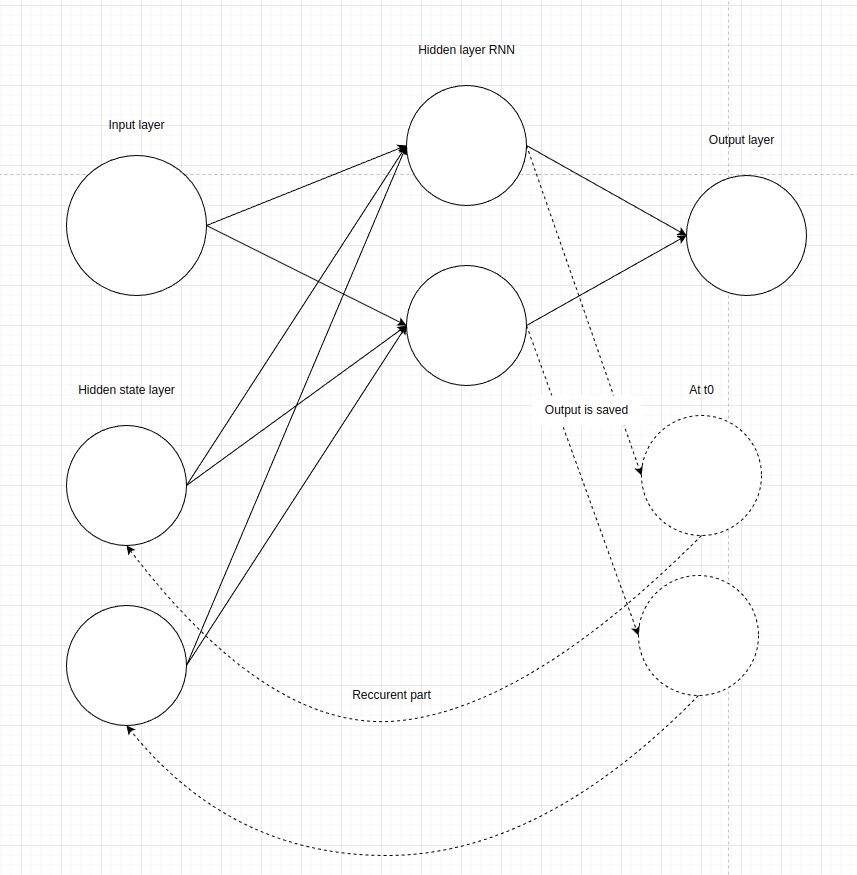 Hidden layer RNN
Input layer
Output layer
Hidden state layer
At t0
Output is saved
Reccurent part